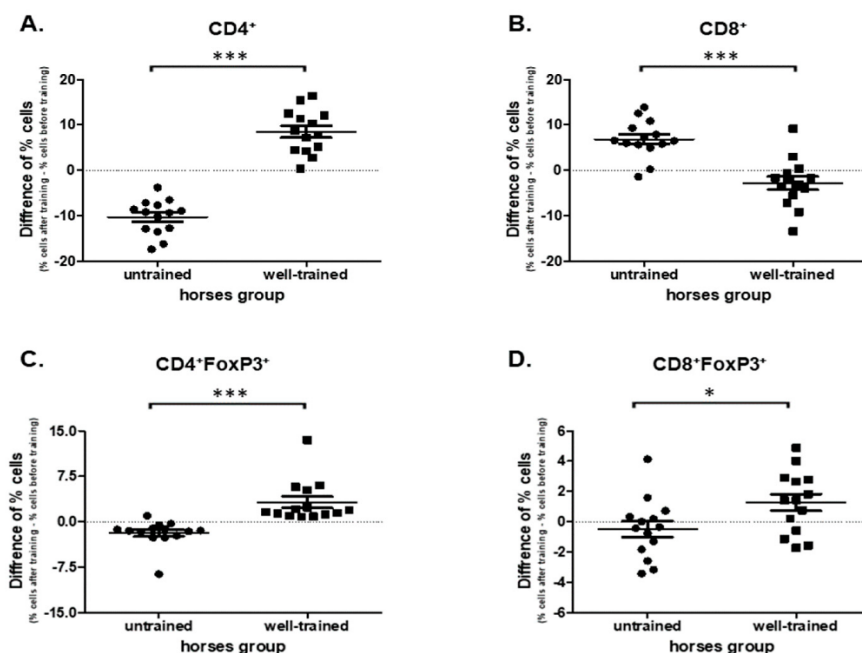 A.
CD4⁺
***
Diffrence of % cells
(% cells after training - % cells before training)
20
10
0
-10
-20
untrained well-trained
horses group
B.
CD8⁺
***
Diffrence of % cells
(% cells after training - % cells before training)
20
10
0
-10
-20
untrained well-trained
horses group
C.
CD4⁺FoxP3⁺
***
Diffrence of % cells
(% cells after training - % cells before training)
15.0
7.5
0.0
-7.5
-15.0
untrained well-trained
horses group
D.
CD8⁺FoxP3⁺
*
Diffrence of % cells
(% cells after training - % cells before training)
6
4
2
0
-2
-4
-6
untrained well-trained
horses group